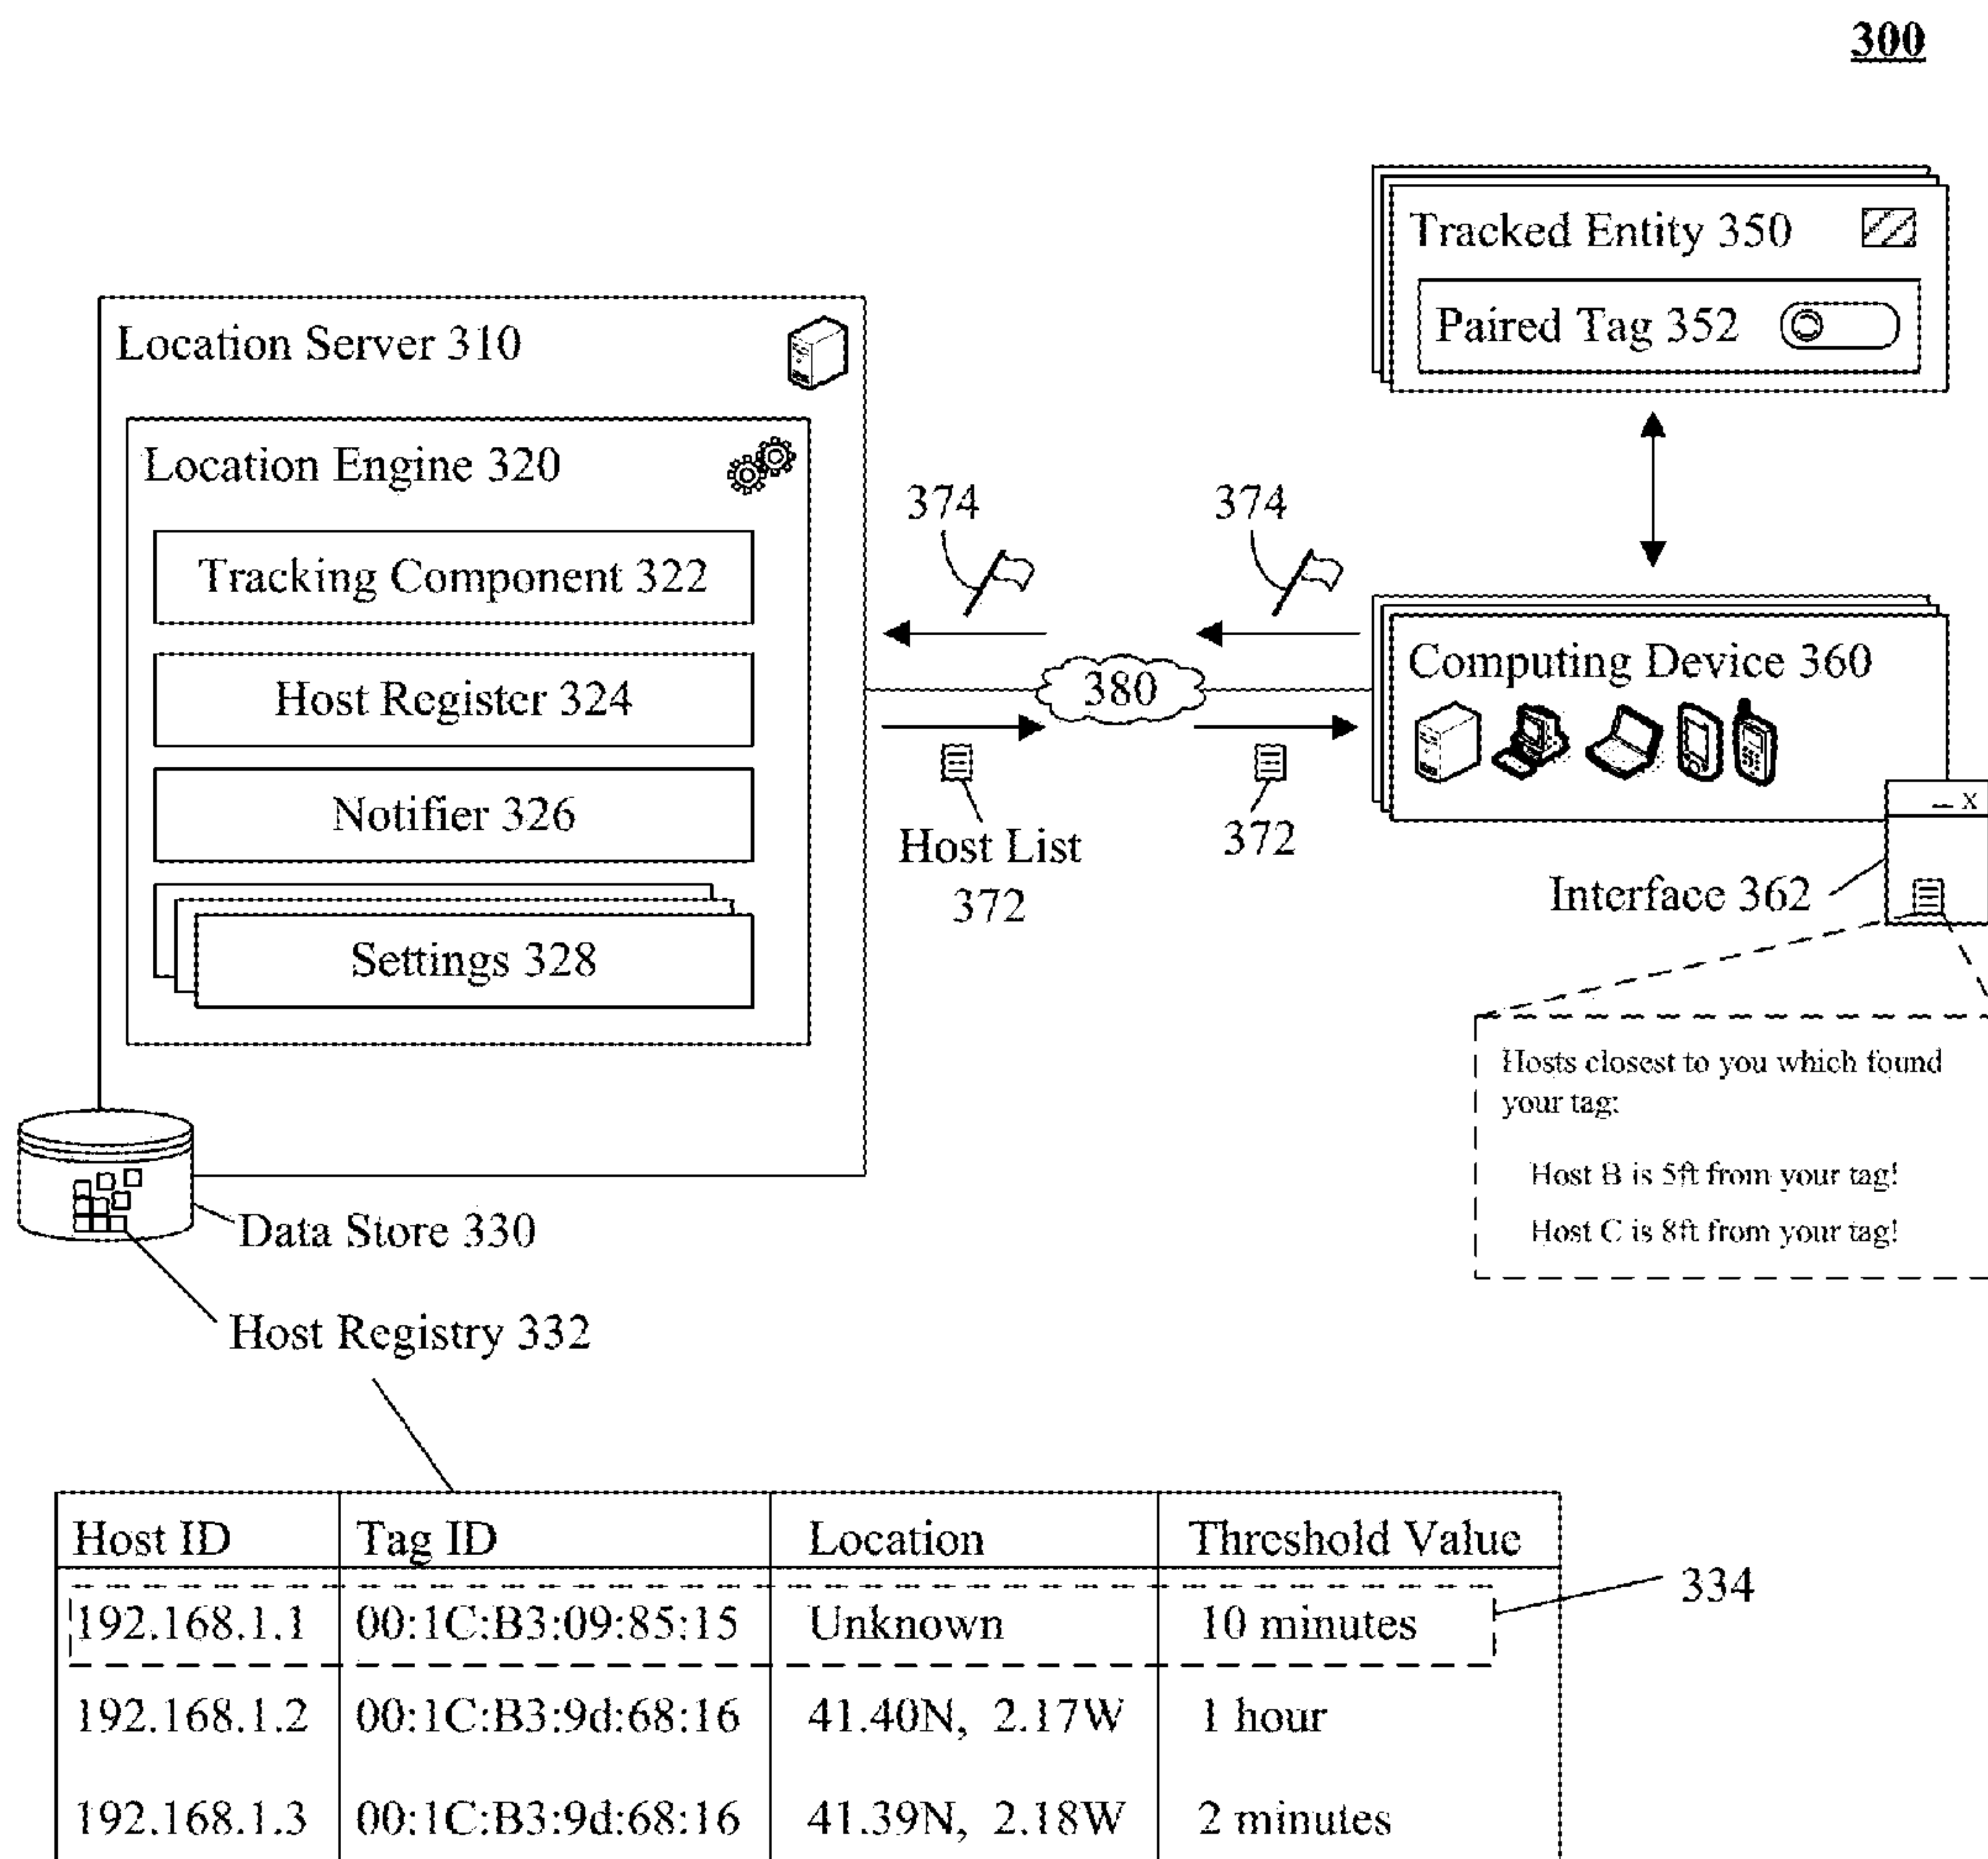 300
Tracked Entity 350
Paired Tag 352
Location Server 310
Location Engine 320
Tracking Component 322
Host Register 324
Notifier 326
Settings 328
374
374
380
Host List
372
372
Computing Device 360
_ X
Interface 362
Hosts closest to you which found
your tag:
Host B is 5ft from your tag!
Host C is 8ft from your tag!
Data Store 330
Host Registry 332
Host ID Tag ID Location Threshold Value
192.168.1.1 00:1C:B3:09:85:15 Unknown 10 minutes
334
192.168.1.2 00:1C:B3:9d:68:16 41.40N, 2.17W 1 hour
192.168.1.3 00:1C:B3:9d:68:16 41.39N, 2.18W 2 minutes